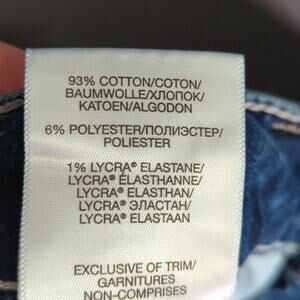 93% COTTON/COTON/
BAUMWOLLE/ХЛОПОК/
KATOEN/ALGODON
6% POLYESTER/ПОЛИЭСТЕР/
POLIESTER
1% LYCRA® ELASTANE/
LYCRA® ÉLASTHANNE/
LYCRA® ELASTHAN/
LYCRA® ЭЛАСТАН/
LYCRA® ELASTAAN
EXCLUSIVE OF TRIM/
GARNITURES
NON-COMPRISES